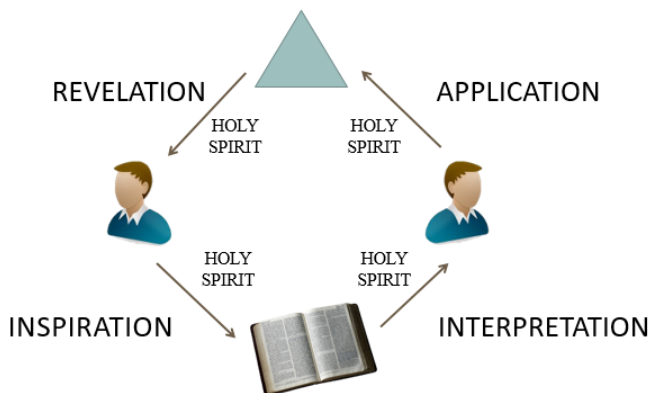 REVELATION
APPLICATION
HOLY
SPIRIT
HOLY
SPIRIT
HOLY
SPIRIT
HOLY
SPIRIT
INSPIRATION
INTERPRETATION